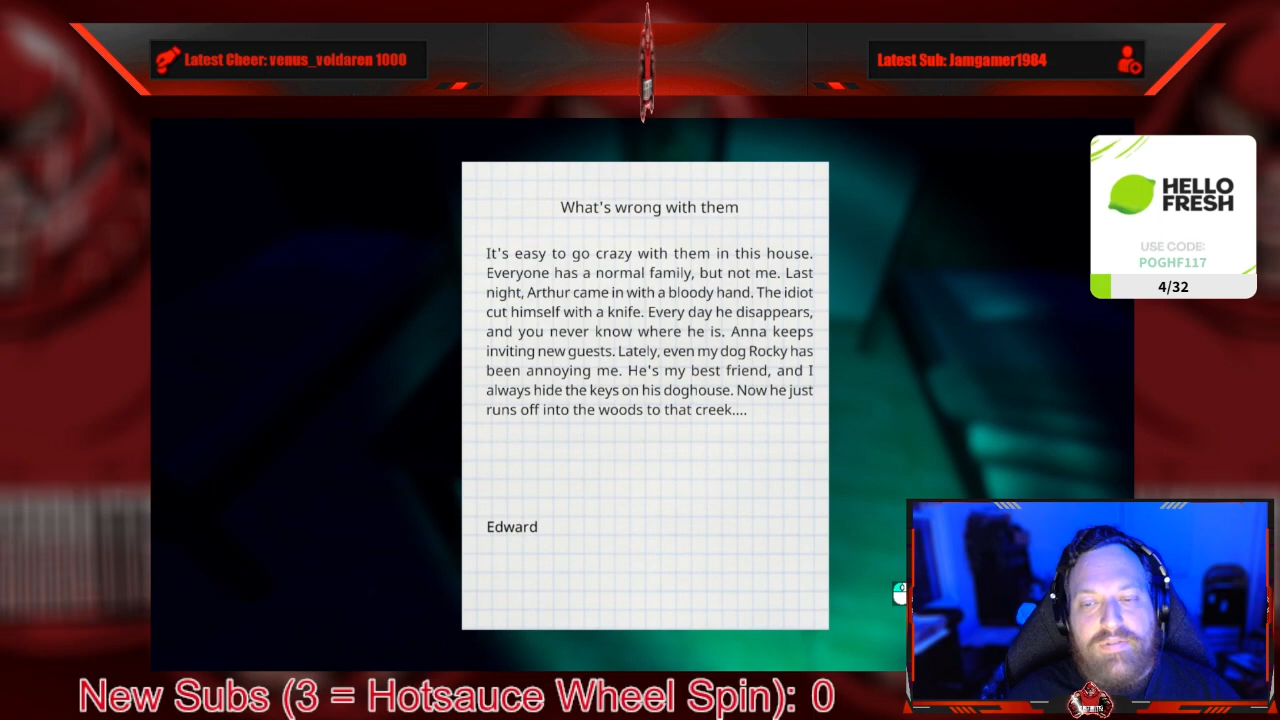 Latest Cheer: venus_voldaren 1000
Latest Sub: Jamgamer1984
HELLO
FRESH
USE CODE:
POGHF117
4/32
What's wrong with them
It's easy to go crazy with them in this house.
Everyone has a normal family, but not me. Last
night, Arthur came in with a bloody hand. The idiot
cut himself with a knife. Every day he disappears,
and you never know where he is. Anna keeps
inviting new guests. Lately, even my dog Rocky has
been annoying me. He's my best friend, and I
always hide the keys on his doghouse. Now he just
runs off into the woods to that creek....
Edward
New Subs (3 = Hotsauce Wheel Spin): 0